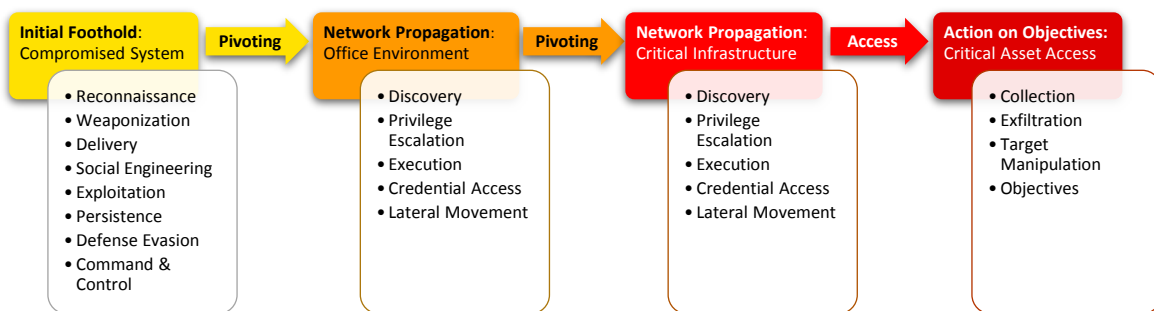 Initial Foothold:
Compromised System
• Reconnaissance
• Weaponization
• Delivery
• Social Engineering
• Exploitation
• Persistence
• Defense Evasion
• Command &
Control
Pivoting
Network Propagation:
Office Environment
• Discovery
• Privilege
Escalation
• Execution
• Credential Access
• Lateral Movement
Pivoting
Network Propagation:
Critical Infrastructure
• Discovery
• Privilege
Escalation
• Execution
• Credential Access
• Lateral Movement
Access
Action on Objectives:
Critical Asset Access
• Collection
• Exfiltration
• Target
Manipulation
• Objectives